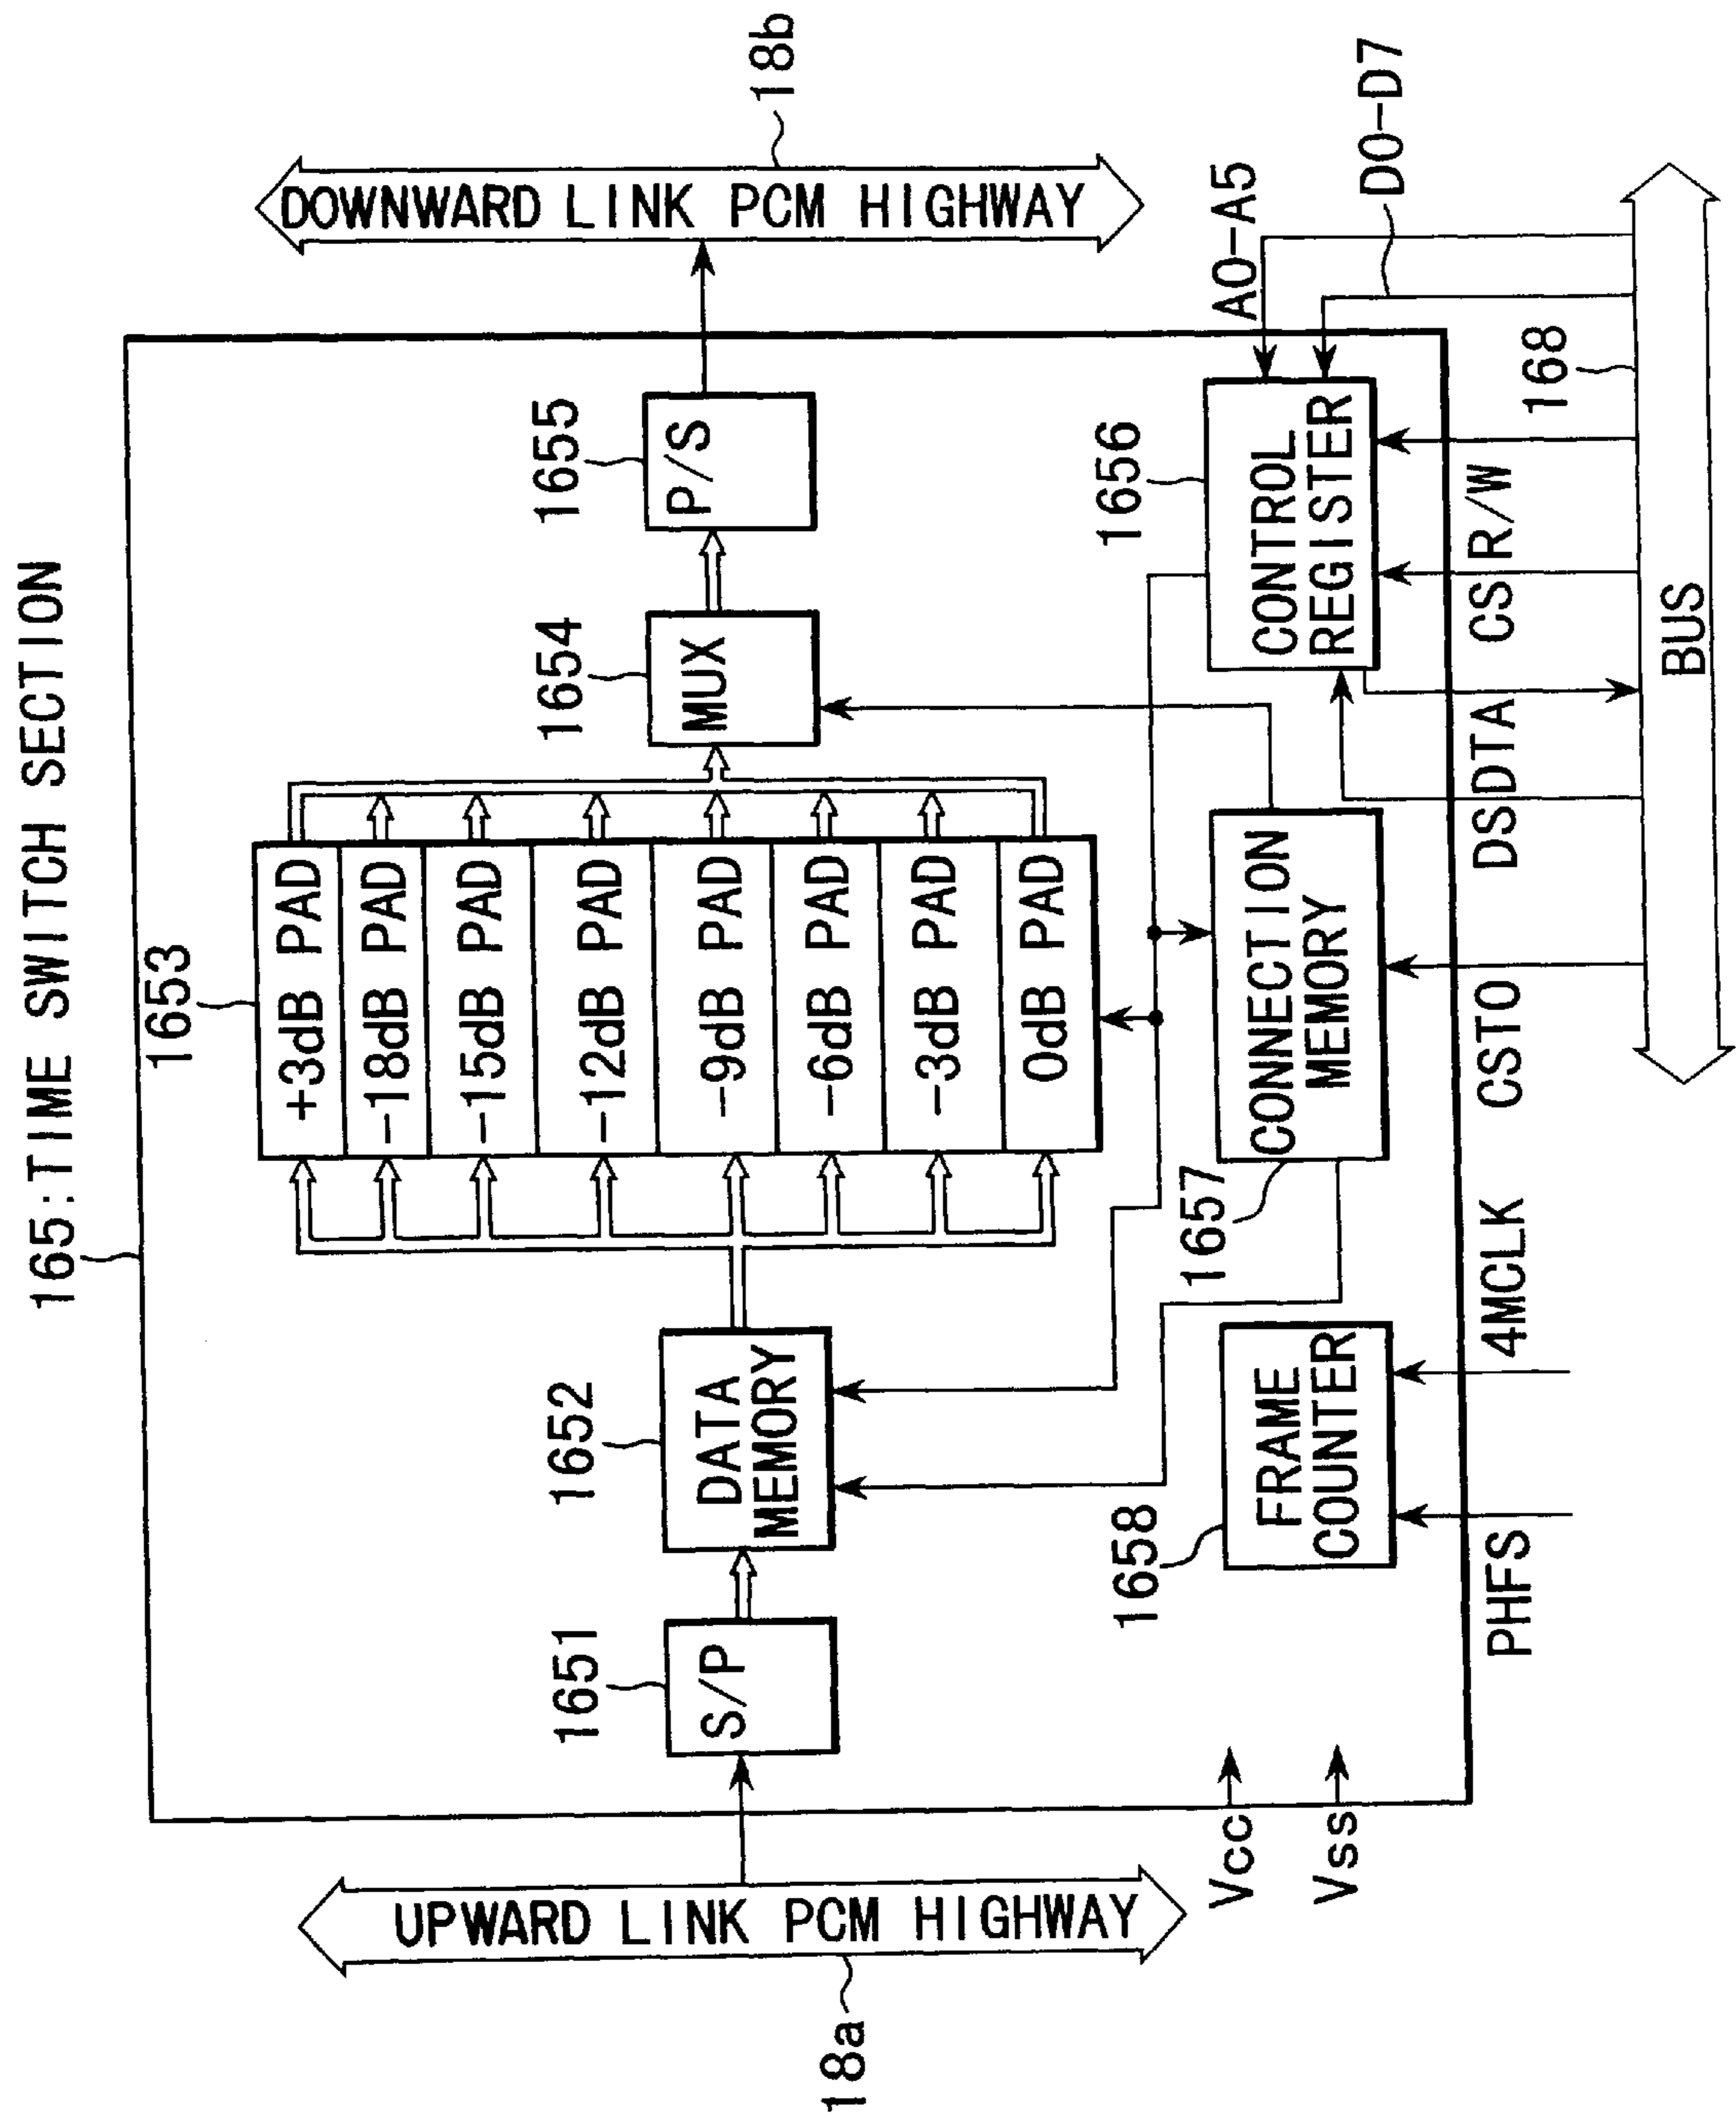 165:TIME SWITCH SECTION
1653
+3dB PAD
-18dB PAD
-15dB PAD
-12dB PAD
-9dB PAD
-6dB PAD
-3dB PAD
0dB PAD
18a
UPWARD LINK PCM HIGHWAY
1651
S/P
1652
DATA
MEMORY
1654
MUX
1655
P/S
DOWNWARD LINK PCM HIGHWAY
18b
Vcc
Vss
1658
FRAME
COUNTER
1657
CONNECTION
MEMORY
1656
CONTROL
REGISTER
A0-A5
D0-D7
PHFS
4MCLK
CSTO
DS
DTA
CS
R/W
168
BUS